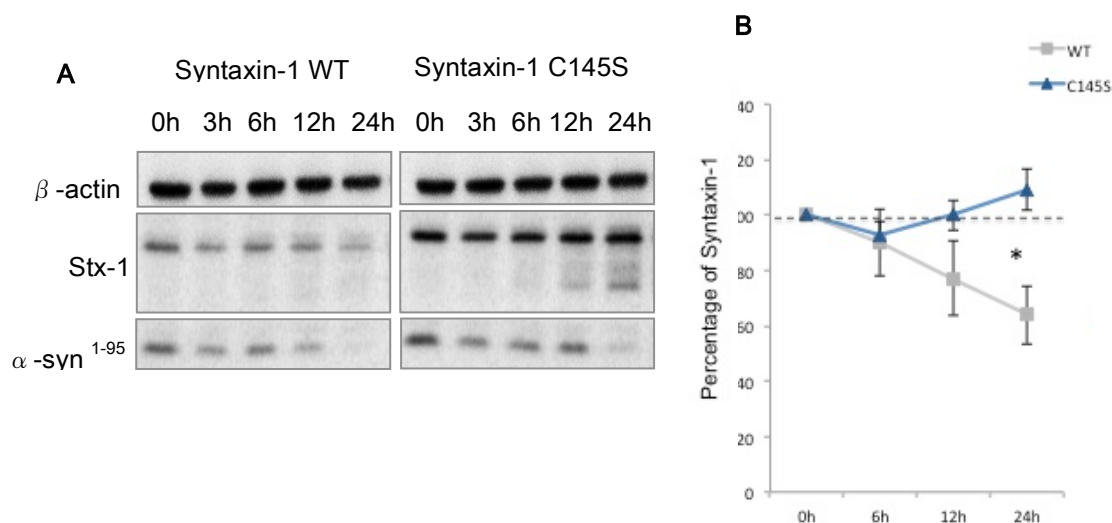 A
Syntaxin-1 WT
Syntaxin-1 C145S
0h 3h 6h 12h 24h
0h 3h 6h 12h 24h
β-actin
Stx-1
α-syn 1-95
B
WT
C145S
Percentage of Syntaxin-1
40
20
00
80
60
40
20
0
*
0h 6h 12h 24h